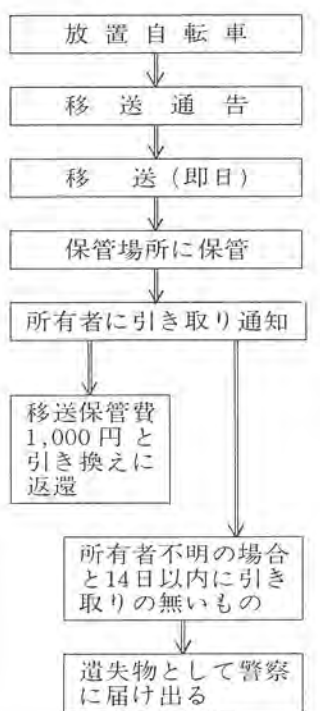 放置自転車
移送通告
移送(即日)
保管場所に保管
所有者に引き取り通知
移送保管費
1,000円と
引き換えに
返還
所有者不明の場合
と14日以内に引き
取りの無いもの
遺失物として警察
に届け出る